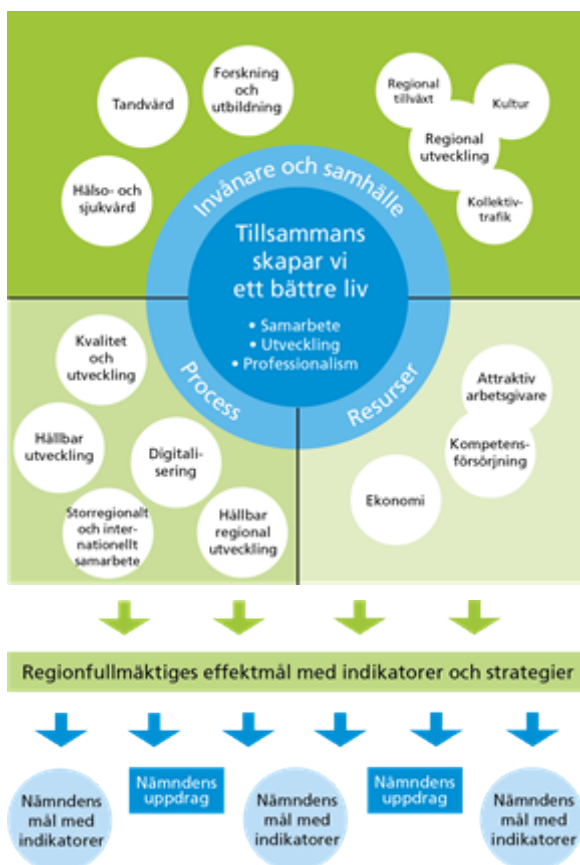 Forskning
och
utbildning
Tandvård
Hälso- och
sjukvård
Regional
tillväxt
Kultur
Regional
utveckling
Kollektiv-
trafik
Invånare och samhälle
Tillsammans
skapar vi
ett bättre liv
• Samarbete
• Utveckling
• Professionalism
Process
Resurser
Kvalitet
och
utveckling
Hållbar
utveckling
Digitali-
sering
Storregionalt
och inter-
nationellt
samarbete
Hållbar
regional
utveckling
Attraktiv
arbetsgivare
Kompetens-
försörjning
Ekonomi
Regionfullmäktiges effektmål med indikatorer och strategier
Nämndens
mål med
indikatorer
Nämndens
uppdrag
Nämndens
mål med
indikatorer
Nämndens
uppdrag
Nämndens
mål med
indikatorer